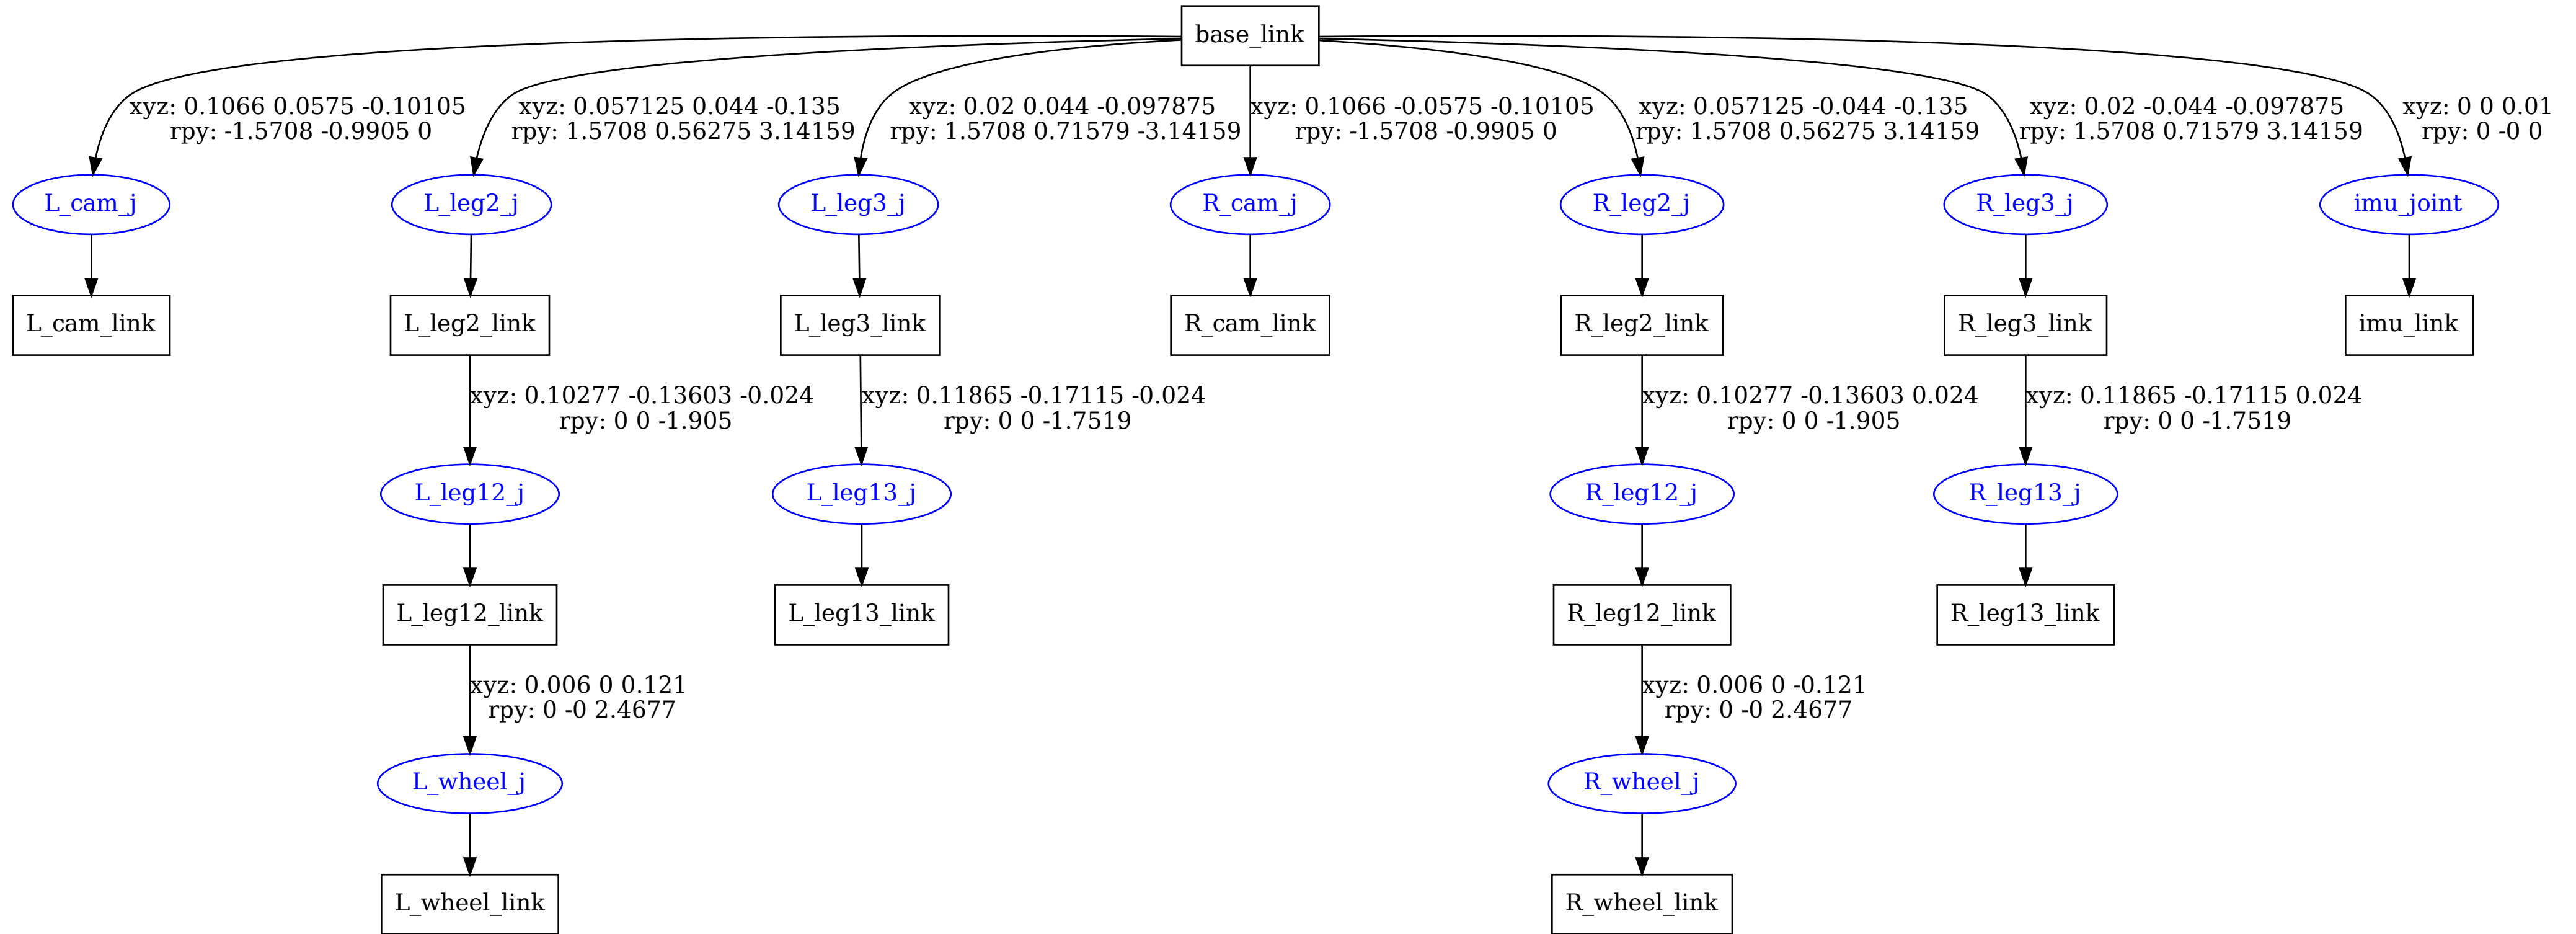 base_link
xyz: 0.1066 0.0575 -0.10105
rpy: -1.5708 -0.9905 0
xyz: 0.057125 0.044 -0.135
rpy: 1.5708 0.56275 3.14159
xyz: 0.02 0.044 -0.097875
rpy: 1.5708 0.71579 -3.14159
xyz: 0.1066 -0.0575 -0.10105
rpy: -1.5708 -0.9905 0
xyz: 0.057125 -0.044 -0.135
rpy: 1.5708 0.56275 3.14159
xyz: 0.02 -0.044 -0.097875
rpy: 1.5708 0.71579 3.14159
xyz: 0 0 0.01
rpy: 0 -0 0
L_cam_j
L_leg2_j
L_leg3_j
R_cam_j
R_leg2_j
R_leg3_j
imu_joint
L_cam_link
L_leg2_link
L_leg3_link
R_cam_link
R_leg2_link
R_leg3_link
imu_link
xyz: 0.10277 -0.13603 -0.024
rpy: 0 0 -1.905
xyz: 0.11865 -0.17115 -0.024
rpy: 0 0 -1.7519
xyz: 0.10277 -0.13603 0.024
rpy: 0 0 -1.905
xyz: 0.11865 -0.17115 0.024
rpy: 0 0 -1.7519
L_leg12_j
L_leg13_j
R_leg12_j
R_leg13_j
L_leg12_link
L_leg13_link
R_leg12_link
R_leg13_link
xyz: 0.006 0 0.121
rpy: 0 -0 2.4677
xyz: 0.006 0 -0.121
rpy: 0 -0 2.4677
L_wheel_j
R_wheel_j
L_wheel_link
R_wheel_link